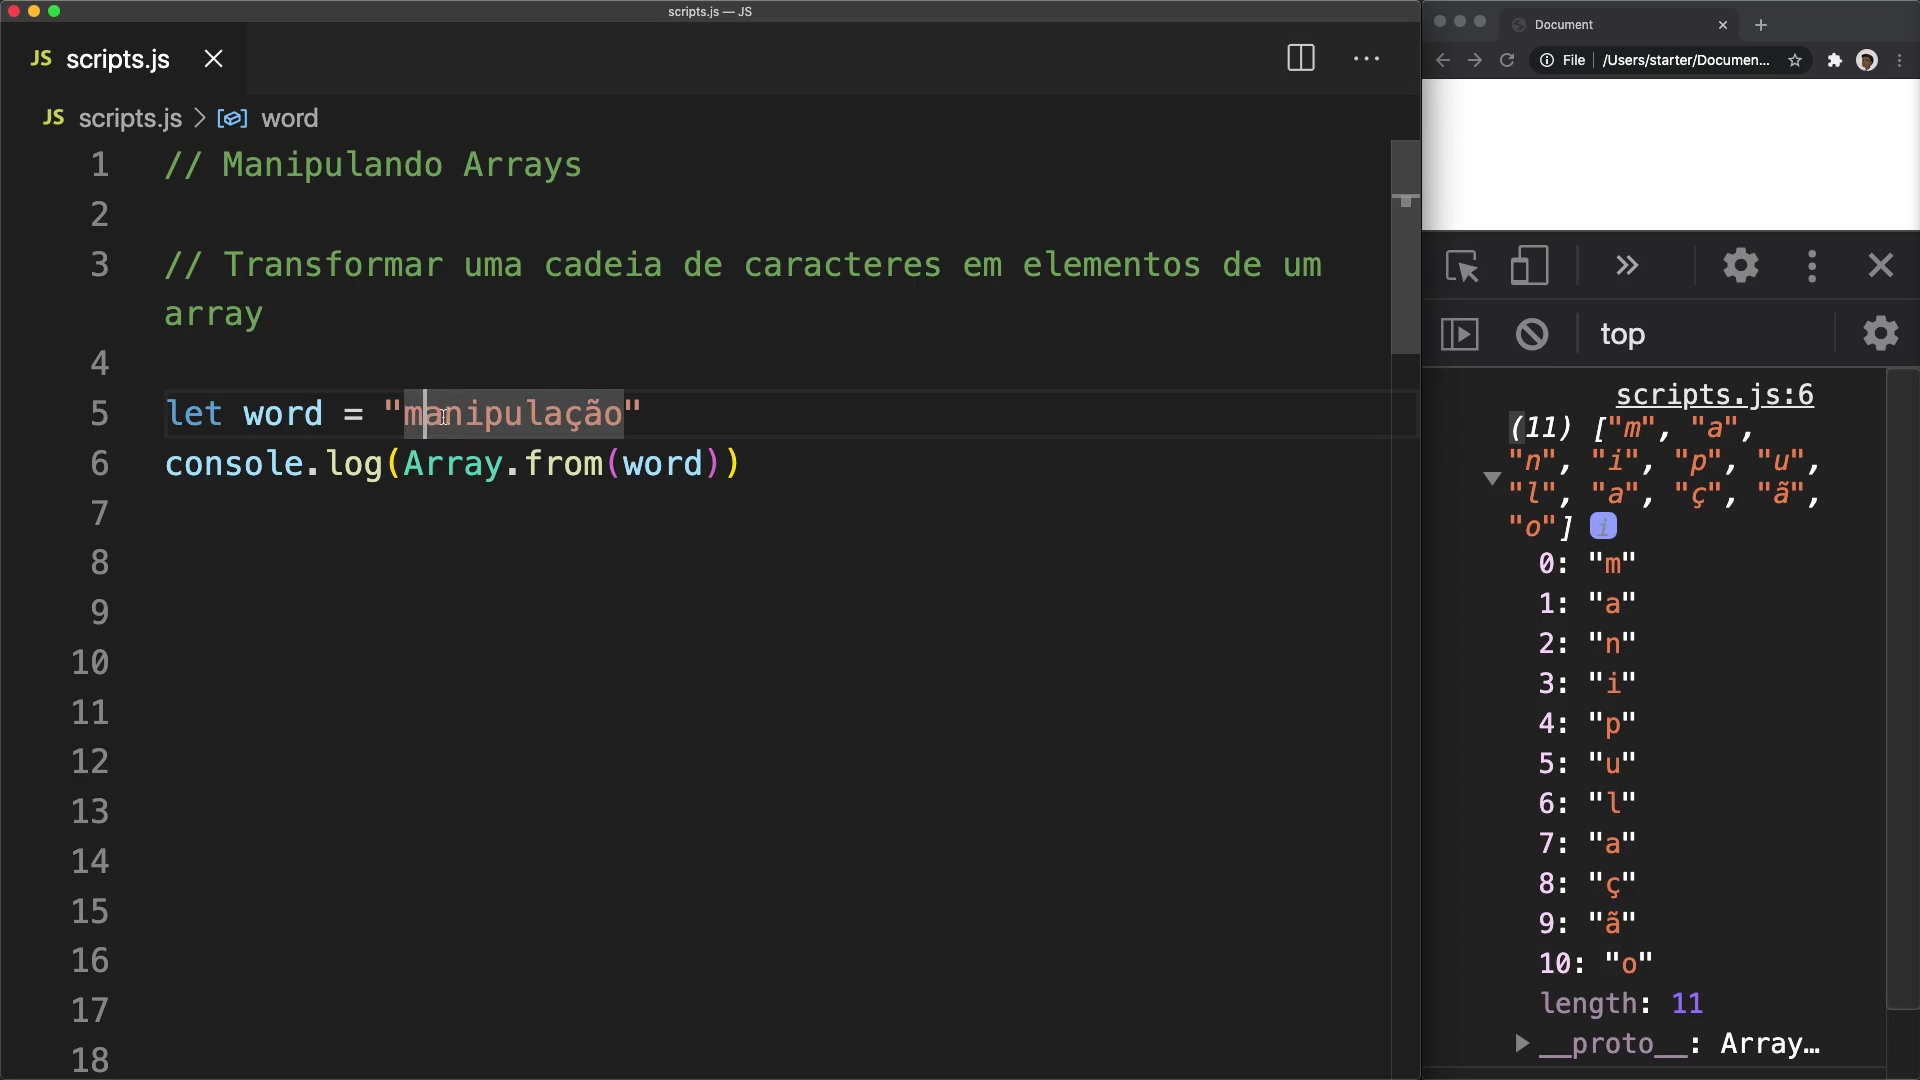 scripts.js — JS
JS scripts.js
JS scripts.js > word
1 // Manipulando Arrays
2
3 // Transformar uma cadeia de caracteres em elementos de um
array
4
5 let word = "manipulação"
6 console.log(Array.from(word))
7
8
9
10
11
12
13
14
15
16
17
18
Document
File /Users/starter/Documen...
top
scripts.js:6
(11) ["m", "a",
"n", "i", "p", "u",
"l", "a", "ç", "ã",
"o"] i
0: "m"
1: "a"
2: "n"
3: "i"
4: "p"
5: "u"
6: "l"
7: "a"
8: "ç"
9: "ã"
10: "o"
length: 11
__proto__: Array…